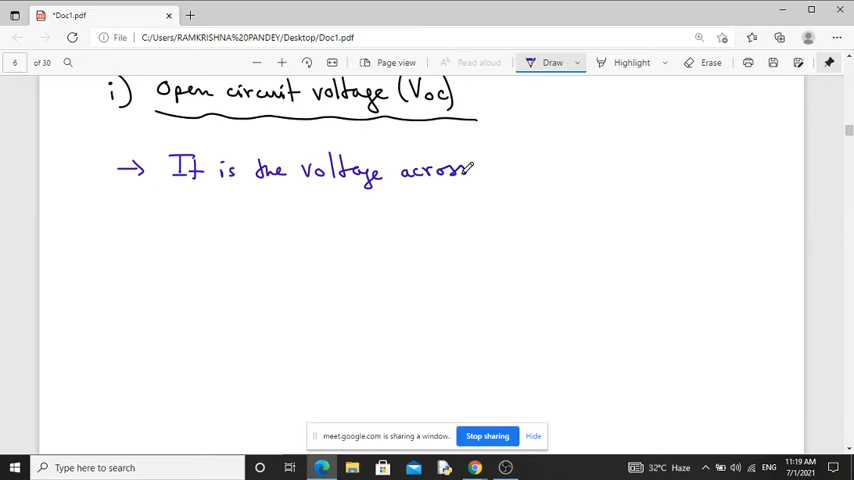 *Doc1.pdf
File C:/Users/RAMKRISHNA%20PANDEY/Desktop/Doc1.pdf
6 of 30 Page view Read aloud Draw Highlight Erase
i) Open circuit voltage (VOC)
→ It is the voltage across
meet.google.com is sharing a window. Stop sharing Hide
Type here to search 32°C Haze ENG 11:19 AM
7/1/2021